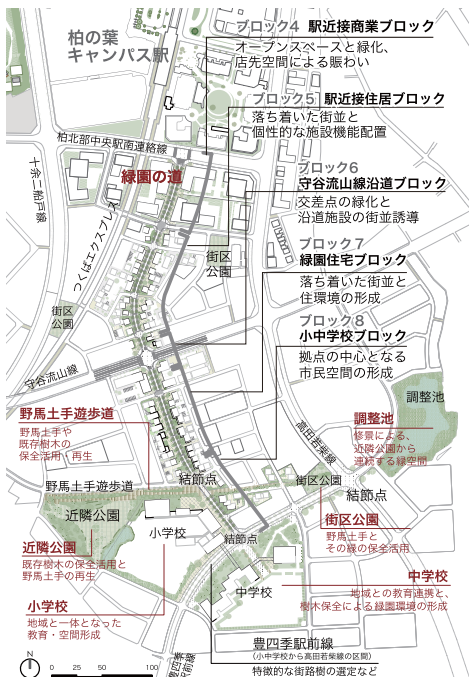 柏の葉
キャンパス駅
ブロック4 駅近接商業ブロック
オープンスペースと緑化、
店先空間による賑わい
ブロック5 駅近接住居ブロック
落ち着いた街並と
個性的な施設機能配置
柏北部中央駅南連絡線
緑園の道
十余二船戸線
つくばエクスプレス
ブロック6
守谷流山線沿道ブロック
交差点の緑化と
沿道施設の街並誘導
街区
公園
ブロック7
緑園住宅ブロック
落ち着いた街並と
住環境の形成
街区
公園
ブロック8
小中学校ブロック
拠点の中心となる
市民空間の形成
守谷流山線
野馬土手遊歩道
野馬土手や
既存樹木の
保全活用・再生
調整池
高田若柴線
調整池
修景による、
近隣公園から
連続する緑空間
結節点
街区公園
結節点
野馬土手遊歩道
近隣公園
小学校
結節点
街区公園
野馬土手と
その緑の保全活用
近隣公園
既存樹木の保全活用と
野馬土手の再生
中学校
地域との教育連携と、
樹木保全による緑園環境の形成
中学校
小学校
地域と一体となった
教育・空間形成
豊四季駅前線
(小中学校から高田若柴線の区間)
特徴的な街路樹の選定など
豊四季
駅前線
N
0 25 50 100